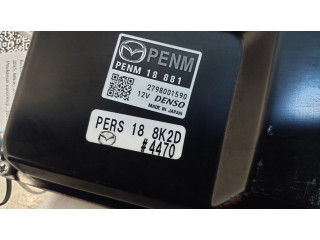 PENM
PENM 18 881
2798001590
12V DENSO
MADE IN JAPAN
PERS 18 8K2D
#4470